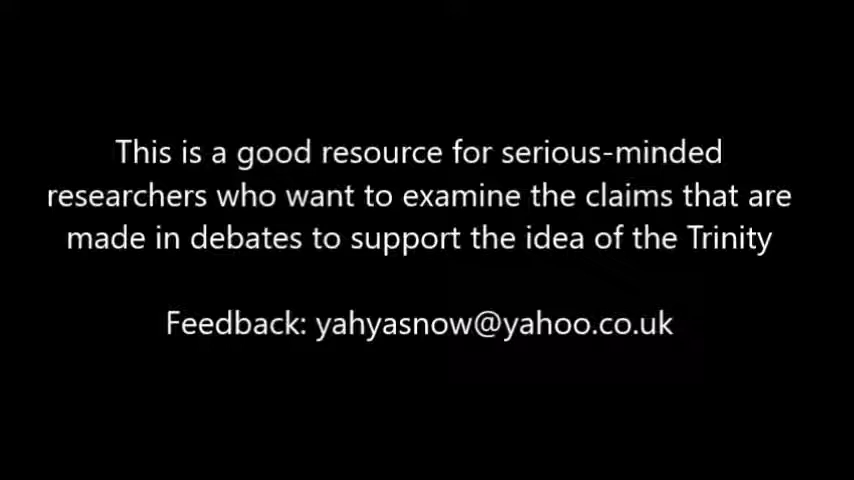 This is a good resource for serious-minded
researchers who want to examine the claims that are
made in debates to support the idea of the Trinity
Feedback: yahyasnow@yahoo.co.uk